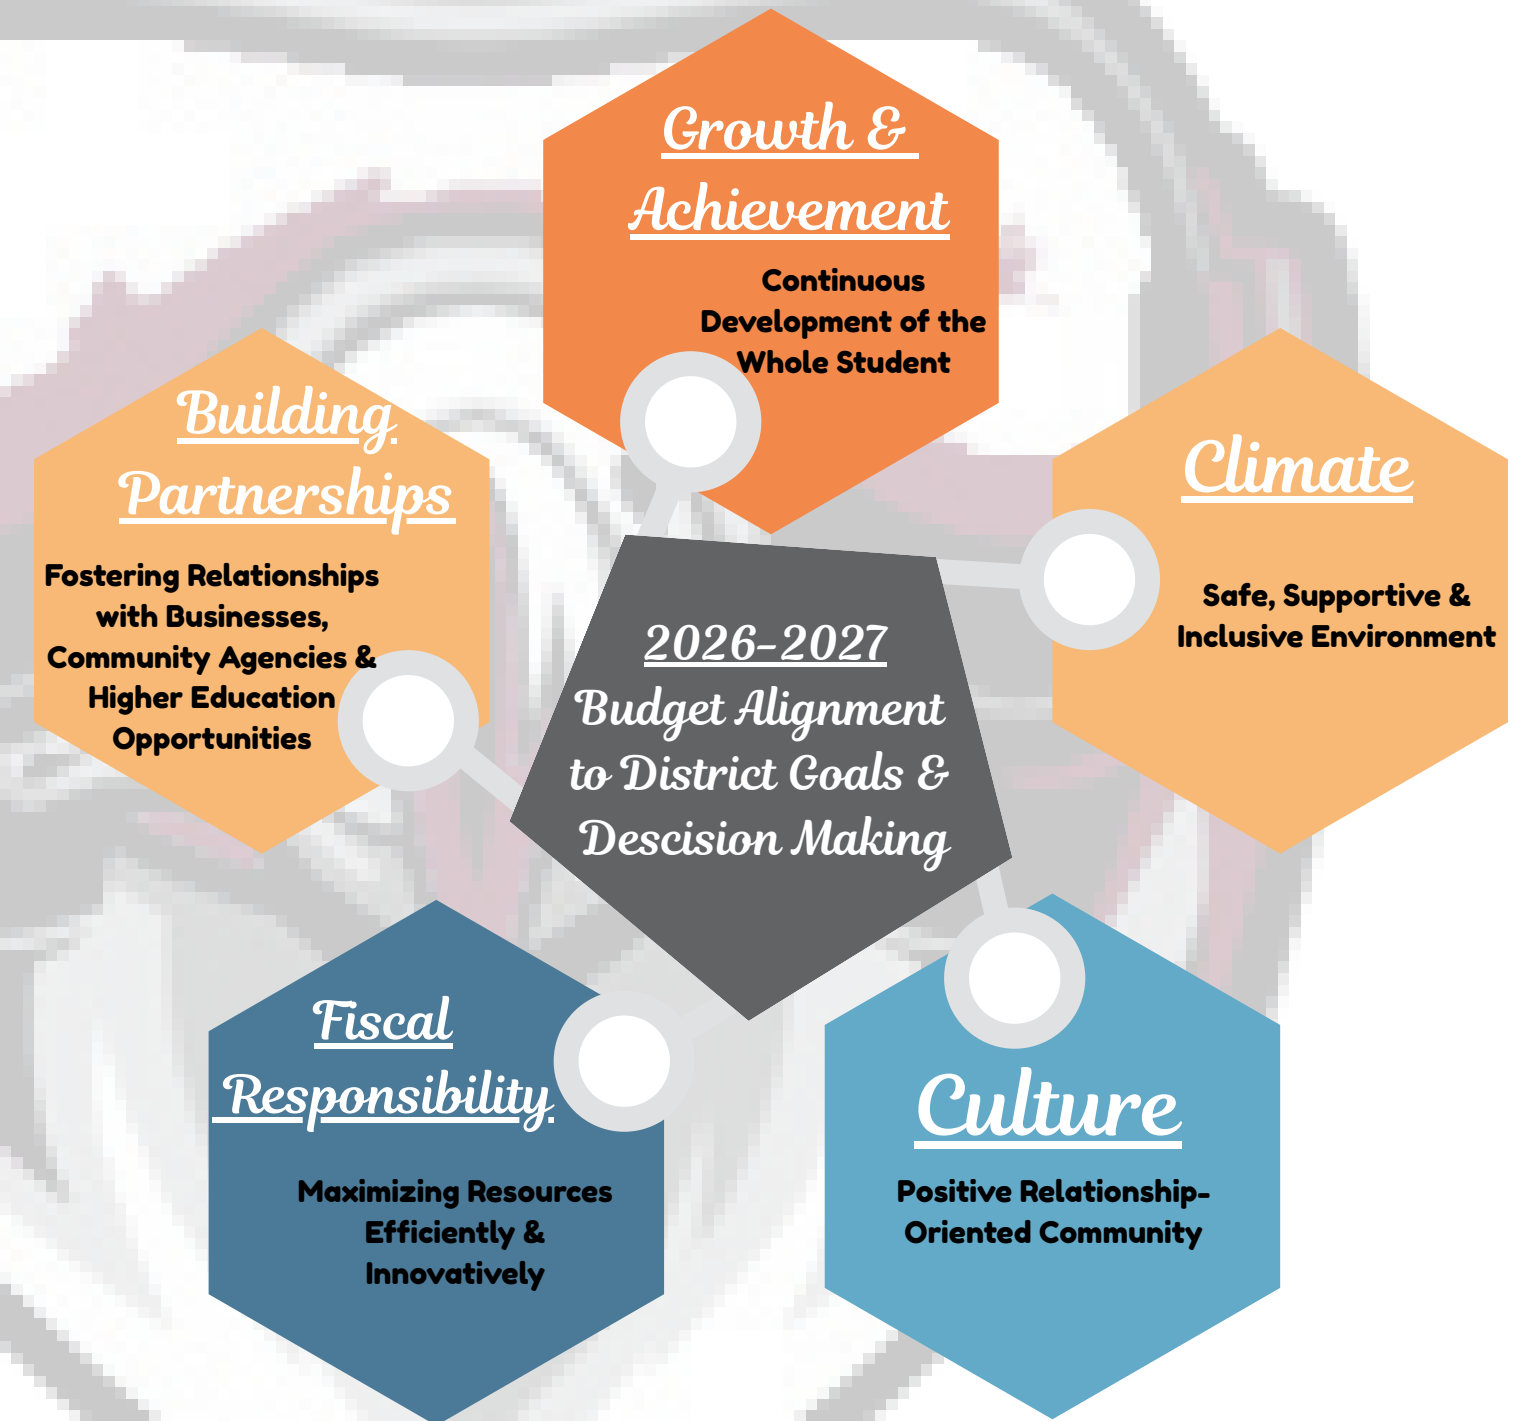 Growth &
Achievement
Continuous
Development of the
Whole Student
Building
Partnerships
Fostering Relationships
with Businesses,
Community Agencies &
Higher Education
Opportunities
Climate
Safe, Supportive &
Inclusive Environment
2026-2027
Budget Alignment
to District Goals &
Descision Making
Fiscal
Responsibility
Maximizing Resources
Efficiently &
Innovatively
Culture
Positive Relationship-
Oriented Community